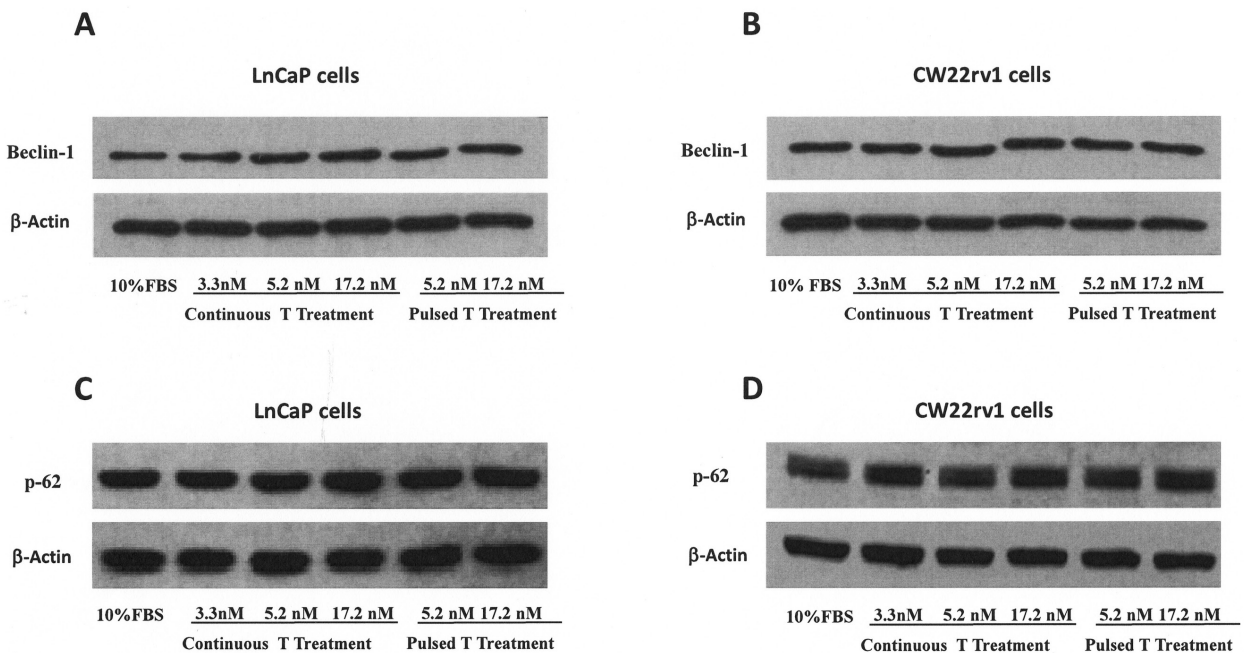 A
LnCaP cells
Beclin-1
β-Actin
10%FBS 3.3nM 5.2 nM 17.2 nM 5.2 nM 17.2 nM
Continuous T Treatment Pulsed T Treatment
B
CW22rv1 cells
Beclin-1
β-Actin
10% FBS 3.3nM 5.2 nM 17.2 nM 5.2 nM 17.2 nM
Continuous T Treatment Pulsed T Treatment
C
LnCaP cells
p-62
β-Actin
10%FBS 3.3nM 5.2 nM 17.2 nM 5.2 nM 17.2 nM
Continuous T Treatment Pulsed T Treatment
D
CW22rv1 cells
p-62
β-Actin
10%FBS 3.3nM 5.2 nM 17.2 nM 5.2 nM 17.2 nM
Continuous T Treatment Pulsed T Treatment